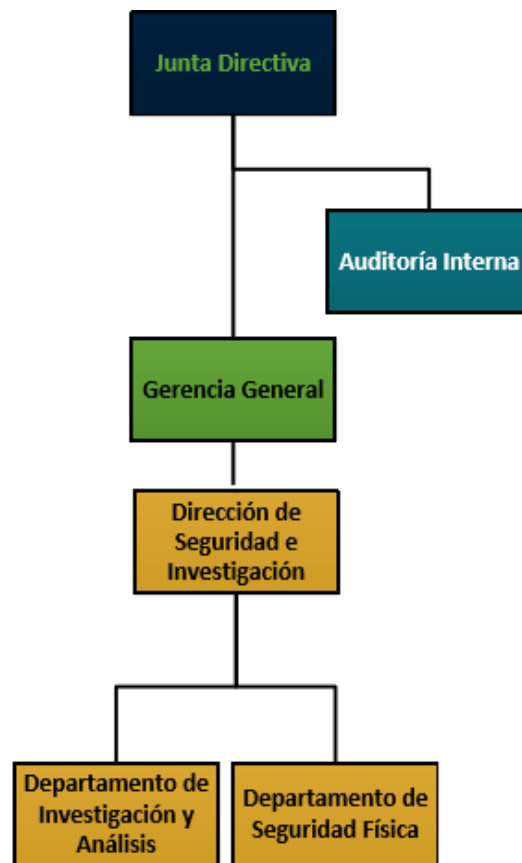 Junta Directiva
Auditoría Interna
Gerencia General
Dirección de
Seguridad e
Investigación
Departamento de
Investigación y
Análisis
Departamento de
Seguridad Física